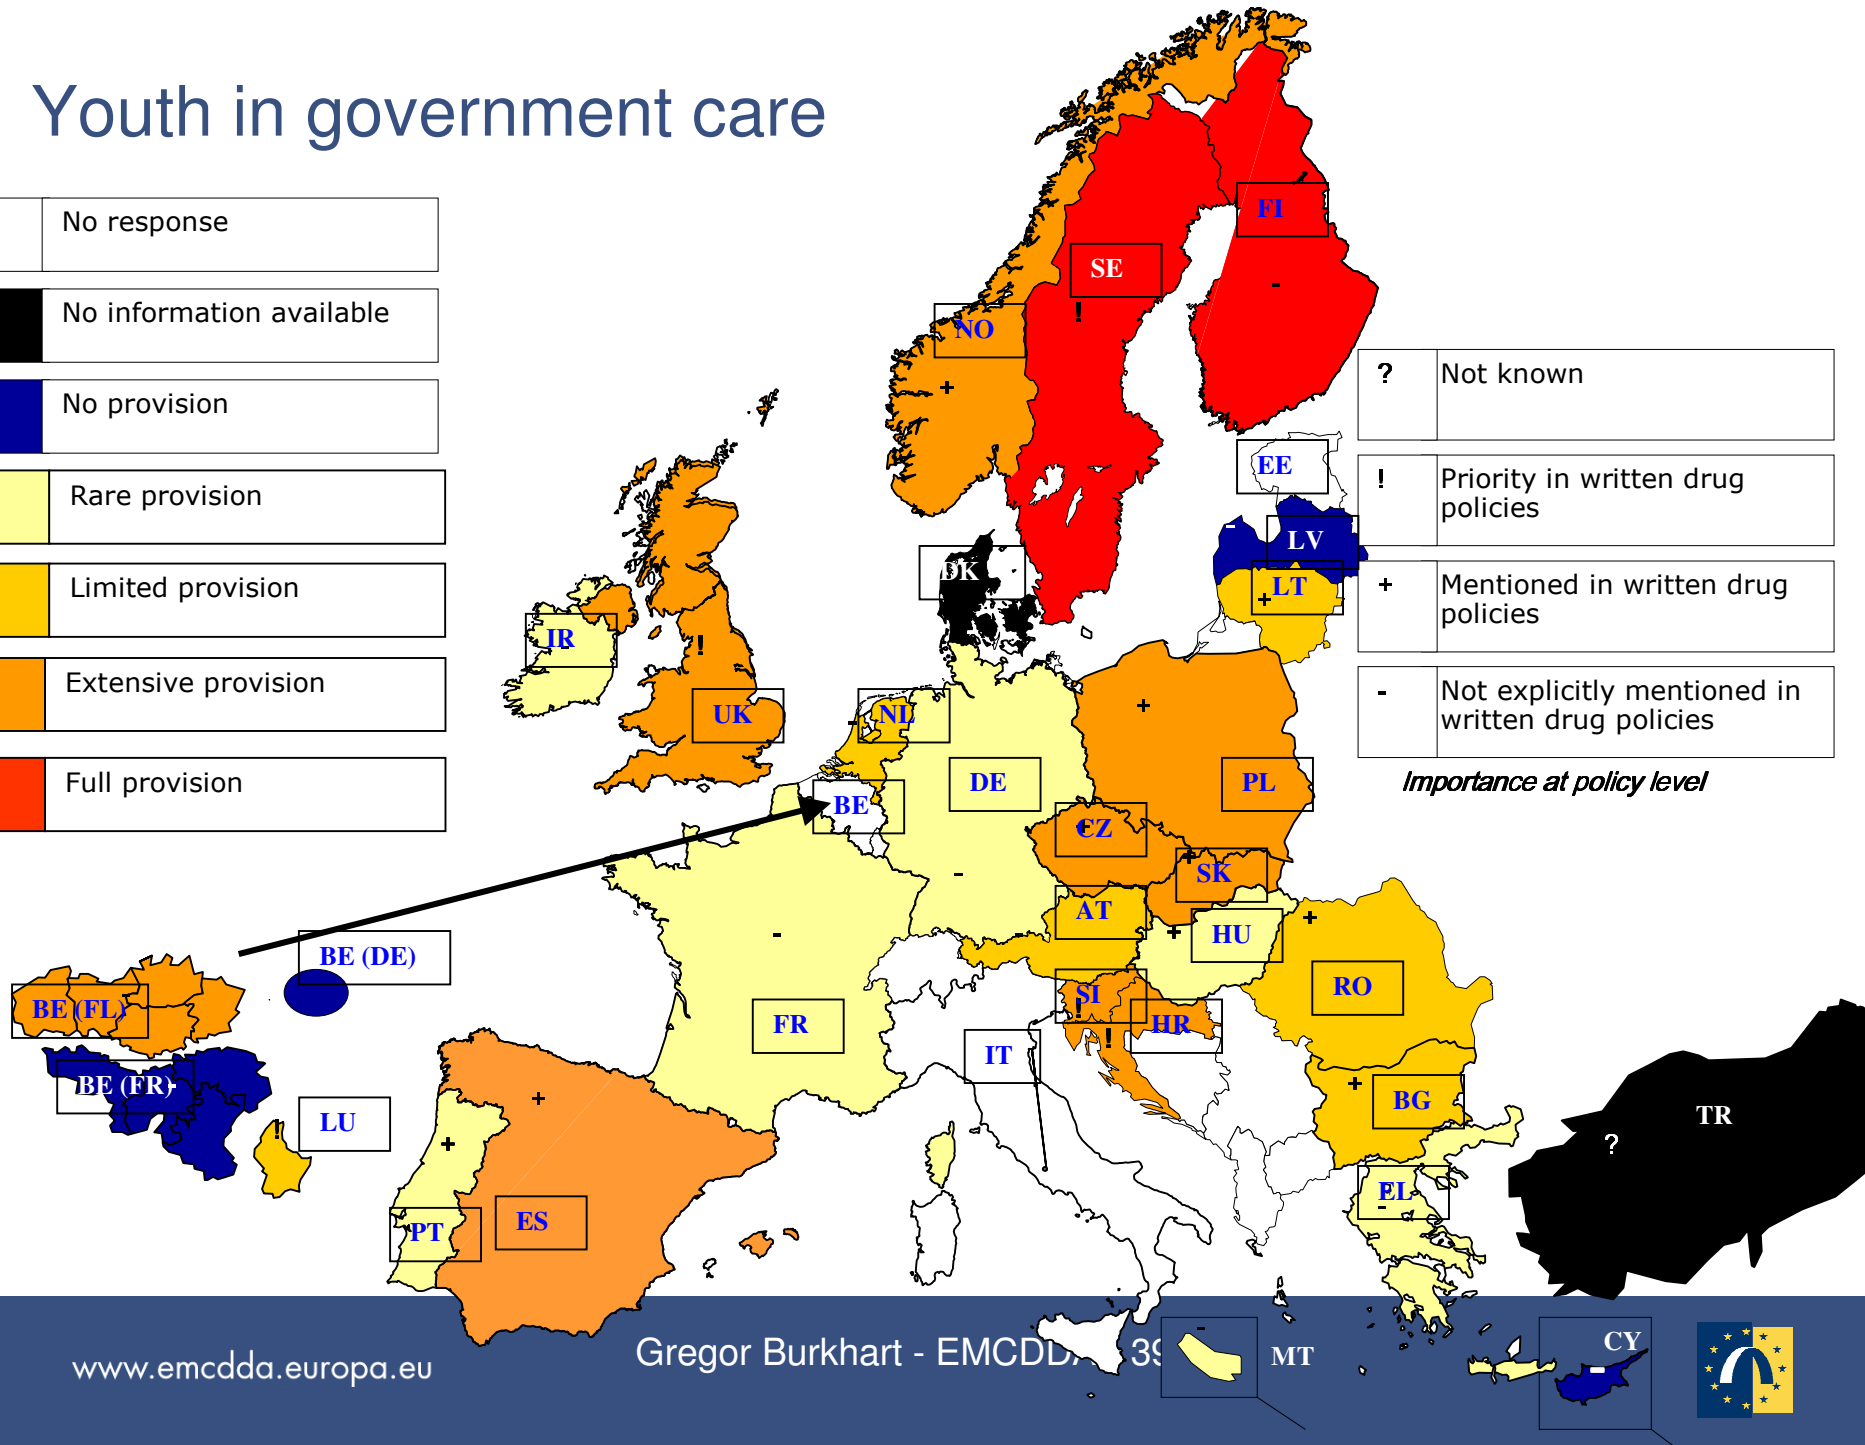 Youth in government care
No response
No information available
No provision
Rare provision
Limited provision
Extensive provision
Full provision
? Not known
! Priority in written drug
policies
+ Mentioned in written drug
policies
- Not explicitly mentioned in
written drug policies
Importance at policy level
FI
-
SE
!
NO
+
EE
-
LV
DK
LT
+
IR
-
!
UK
-
NL
+
DE
PL
BE
CZ
+
SK
+
-
AT
-
HU
+
+
-
BE (DE)
RO
BE (FL)
SI
!
FR
HR
!
IT
BE (FR)-
+
+
BG
LU
!
+
TR
?
EL
-
PT
ES
www.emcdda.europa.eu
Gregor Burkhart - EMCDD
39
-
MT
CY
-